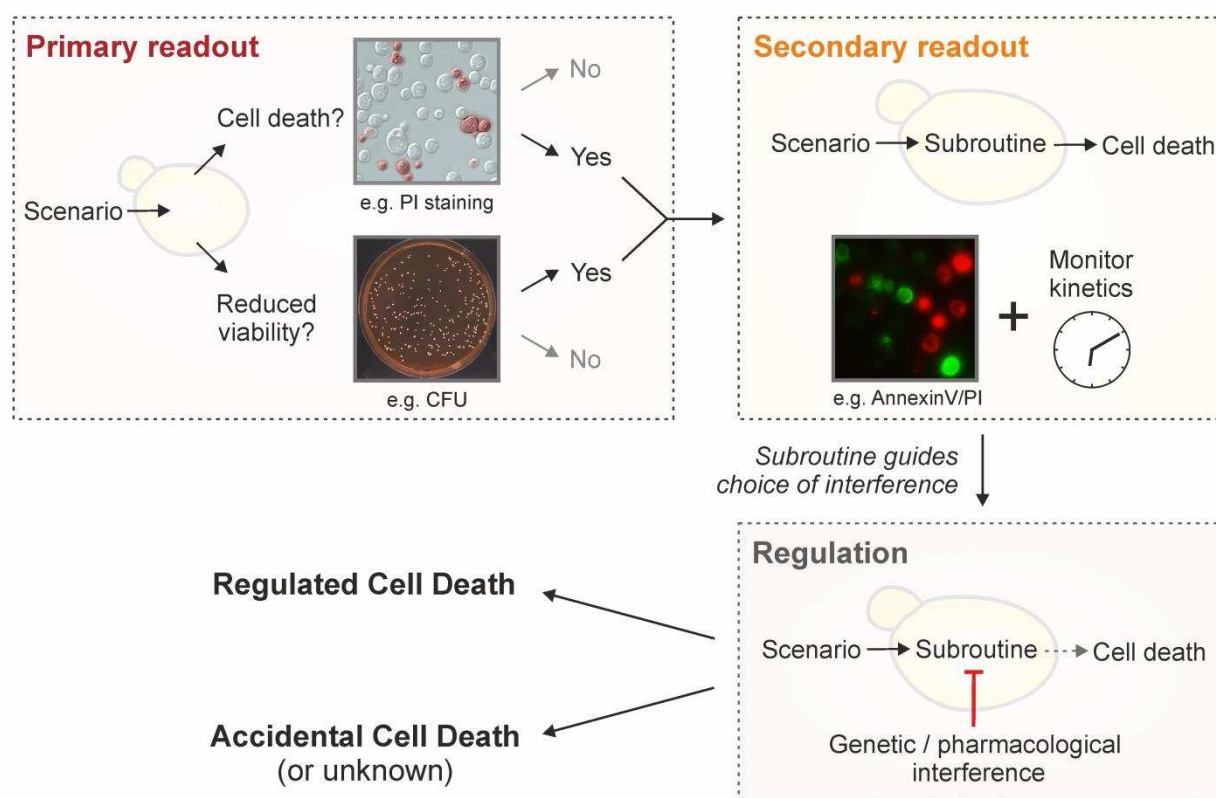 Primary readout
Cell death?
Scenario
Reduced
viability?
e.g. PI staining
e.g. CFU
No
Yes
Yes
No
Secondary readout
Scenario
Subroutine
Cell death
e.g. AnnexinV/PI
+
Monitor
kinetics
Subroutine guides
choice of interference
Regulation
Scenario
Subroutine
Cell death
Genetic / pharmacological
interference
Regulated Cell Death
Accidental Cell Death
(or unknown)